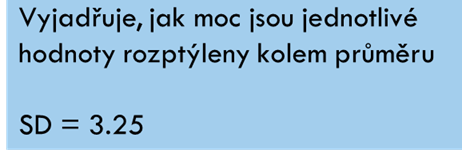 Vyjadřuje, jak moc jsou jednotlivé
hodnoty rozptýleny kolem průměru
SD = 3.25